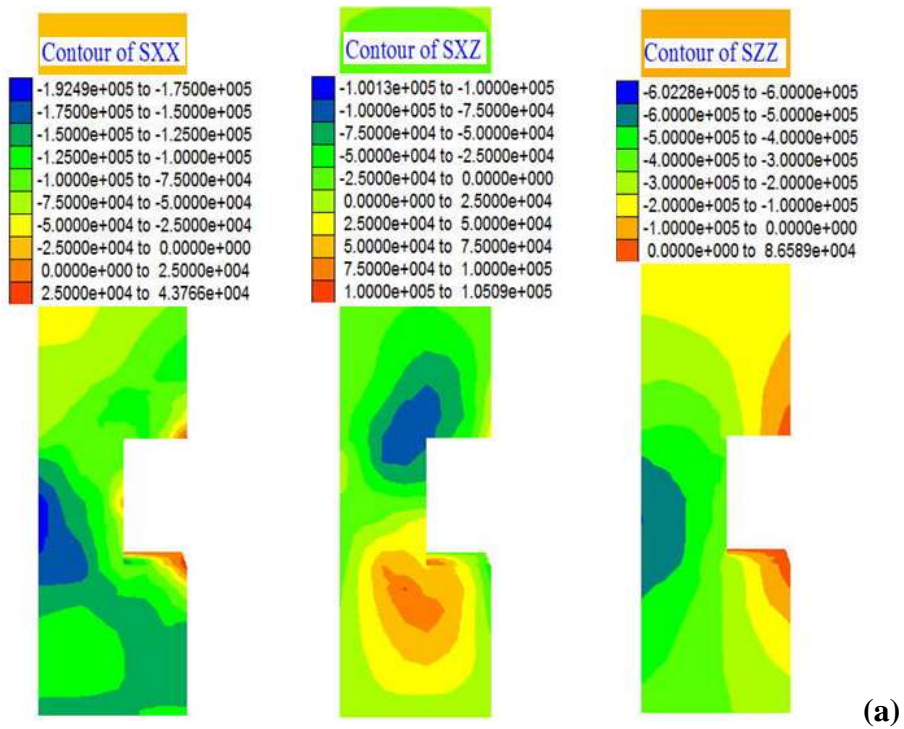 Contour of SXX
-1.9249e+005 to -1.7500e+005
-1.7500e+005 to -1.5000e+005
-1.5000e+005 to -1.2500e+005
-1.2500e+005 to -1.0000e+005
-1.0000e+005 to -7.5000e+004
-7.5000e+004 to -5.0000e+004
-5.0000e+004 to -2.5000e+004
-2.5000e+004 to 0.0000e+000
0.0000e+000 to 2.5000e+004
2.5000e+004 to 4.3766e+004
Contour of SXZ
-1.0013e+005 to -1.0000e+005
-1.0000e+005 to -7.5000e+004
-7.5000e+004 to -5.0000e+004
-5.0000e+004 to -2.5000e+004
-2.5000e+004 to 0.0000e+000
0.0000e+000 to 2.5000e+004
2.5000e+004 to 5.0000e+004
5.0000e+004 to 7.5000e+004
7.5000e+004 to 1.0000e+005
1.0000e+005 to 1.0509e+005
Contour of SZZ
-6.0228e+005 to -6.0000e+005
-6.0000e+005 to -5.0000e+005
-5.0000e+005 to -4.0000e+005
-4.0000e+005 to -3.0000e+005
-3.0000e+005 to -2.0000e+005
-2.0000e+005 to -1.0000e+005
-1.0000e+005 to 0.0000e+000
0.0000e+000 to 8.6589e+004
(a)